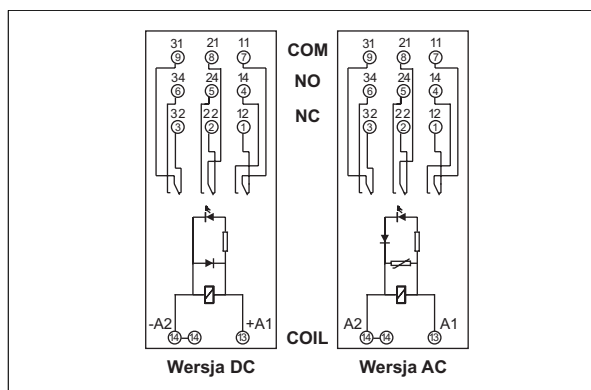 31 21 11 COM 31 21 11
9 8 7 9 8 7
34 24 14 NO 34 24 14
6 5 4 6 5 4
32 22 12 NC 32 22 12
3 2 1 3 2 1
-A2 +A1 COIL A2 A1
14 14 13 14 14 13
Wersja DC Wersja AC